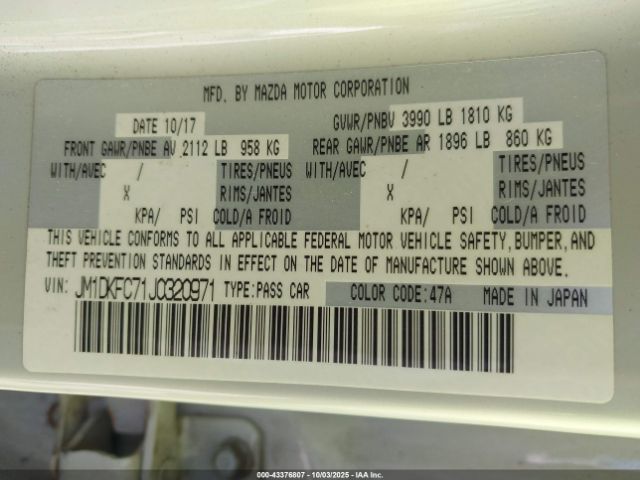 MFD. BY MAZDA MOTOR CORPORATION
DATE 10/17 GVWR/PNBV 3990 LB 1810 KG
FRONT GAWR/PNBE AV 2112 LB 958 KG REAR GAWR/PNBE AR 1896 LB 860 KG
WITH/AVEC / TIRES/PNEUS WITH/AVEC / TIRES/PNEUS
X RIMS/JANTES X RIMS/JANTES
KPA/ PSI COLD/A FROID KPA/ PSI COLD/A FROID
THIS VEHICLE CONFORMS TO ALL APPLICABLE FEDERAL MOTOR VEHICLE SAFETY, BUMPER, AND
THEFT PREVENTION STANDARDS IN EFFECT ON THE DATE OF MANUFACTURE SHOWN ABOVE.
VIN: JM1DKFC71J0320971 TYPE: PASS CAR COLOR CODE: 47A MADE IN JAPAN
000-43376807 - 10/03/2025 - IAA Inc.